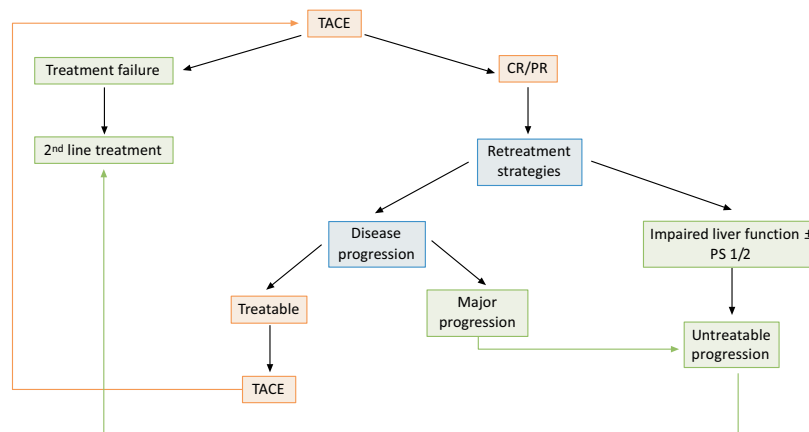 TACE
Treatment failure
CR/PR
2nd line treatment
Retreatment
strategies
Disease
progression
Impaired liver function ±
PS 1/2
Treatable
Major
progression
Untreatable
progression
TACE